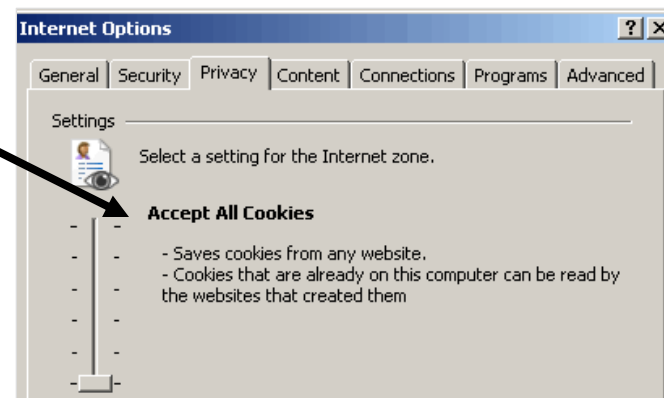 Internet Options ? X
General Security Privacy Content Connections Programs Advanced
Settings
Select a setting for the Internet zone.
Accept All Cookies
- Saves cookies from any website.
- Cookies that are already on this computer can be read by
the websites that created them